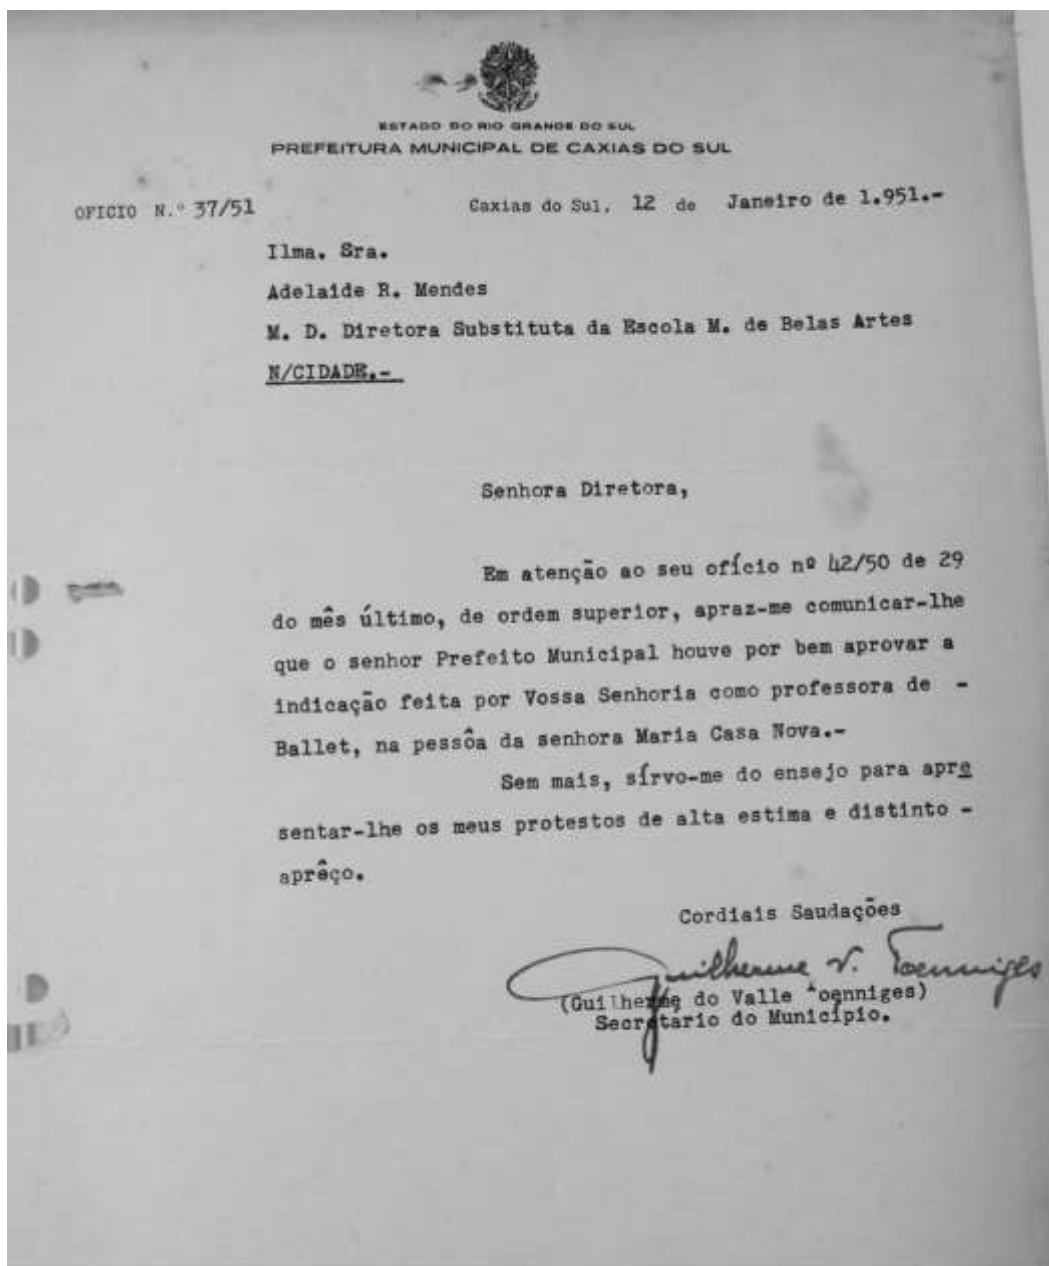 ESTADO DO RIO GRANDE DO SUL
PREFEITURA MUNICIPAL DE CAXIAS DO SUL
OFICIO N.º 37/51 Caxias do Sul, 12 de Janeiro de 1.951.-
Ilma. Sra.
Adelaide R. Mendes
M. D. Diretora Substituta da Escola M. de Belas Artes
N/CIDADE.-
Senhora Diretora,
Em atenção ao seu ofício nº 42/50 de 29
do mês último, de ordem superior, apraz-me comunicar-lhe
que o senhor Prefeito Municipal houve por bem aprovar a
indicação feita por Vossa Senhoria como professora de -
Ballet, na pessôa da senhora Maria Casa Nova.-
Sem mais, sírvo-me do ensejo para apre
sentar-lhe os meus protestos de alta estima e distinto -
aprêço.
Cordiais Saudações
Guilherme V. Toenniges
(Guilherme do Valle Toenniges)
Secretario do Município.